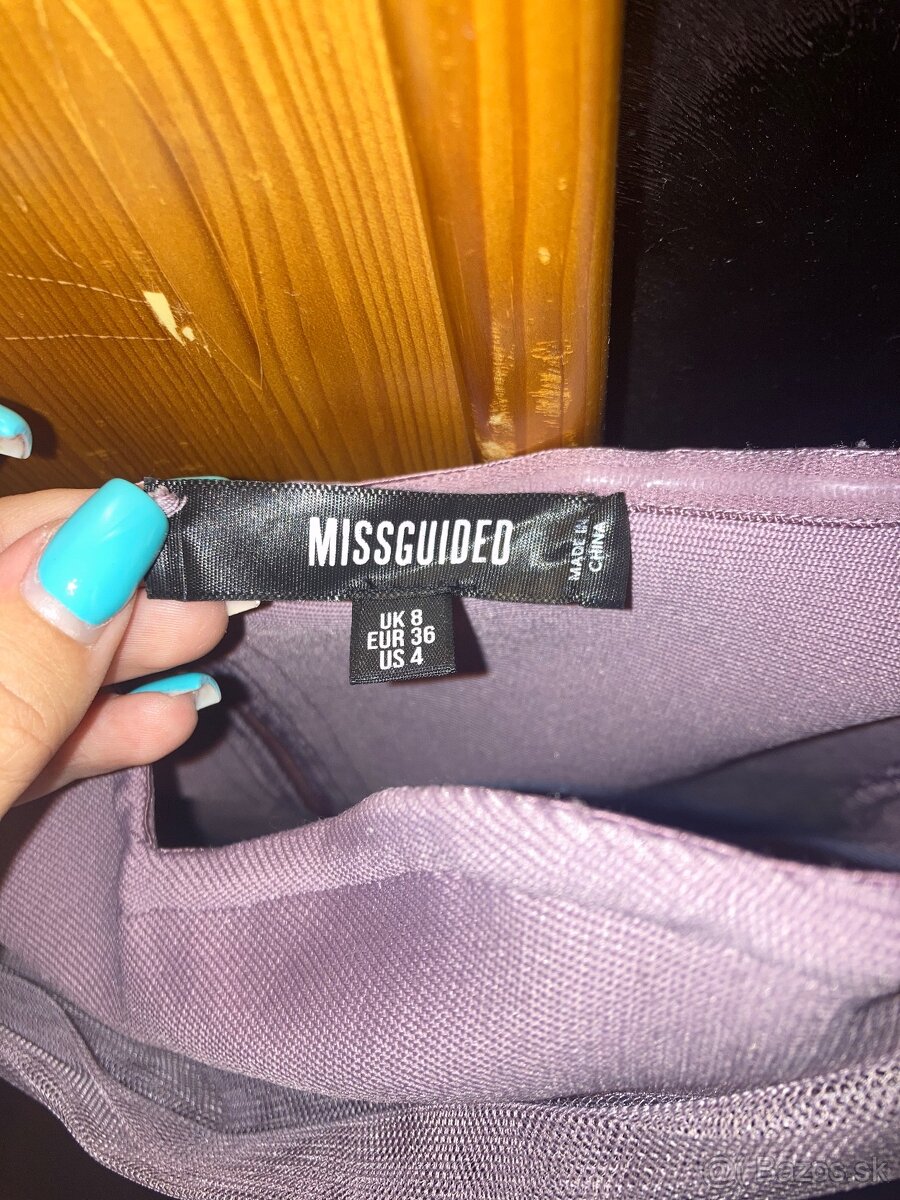 MISSGUIDED
MADE IN
CHINA
UK 8
EUR 36
US 4
Bazos.sk